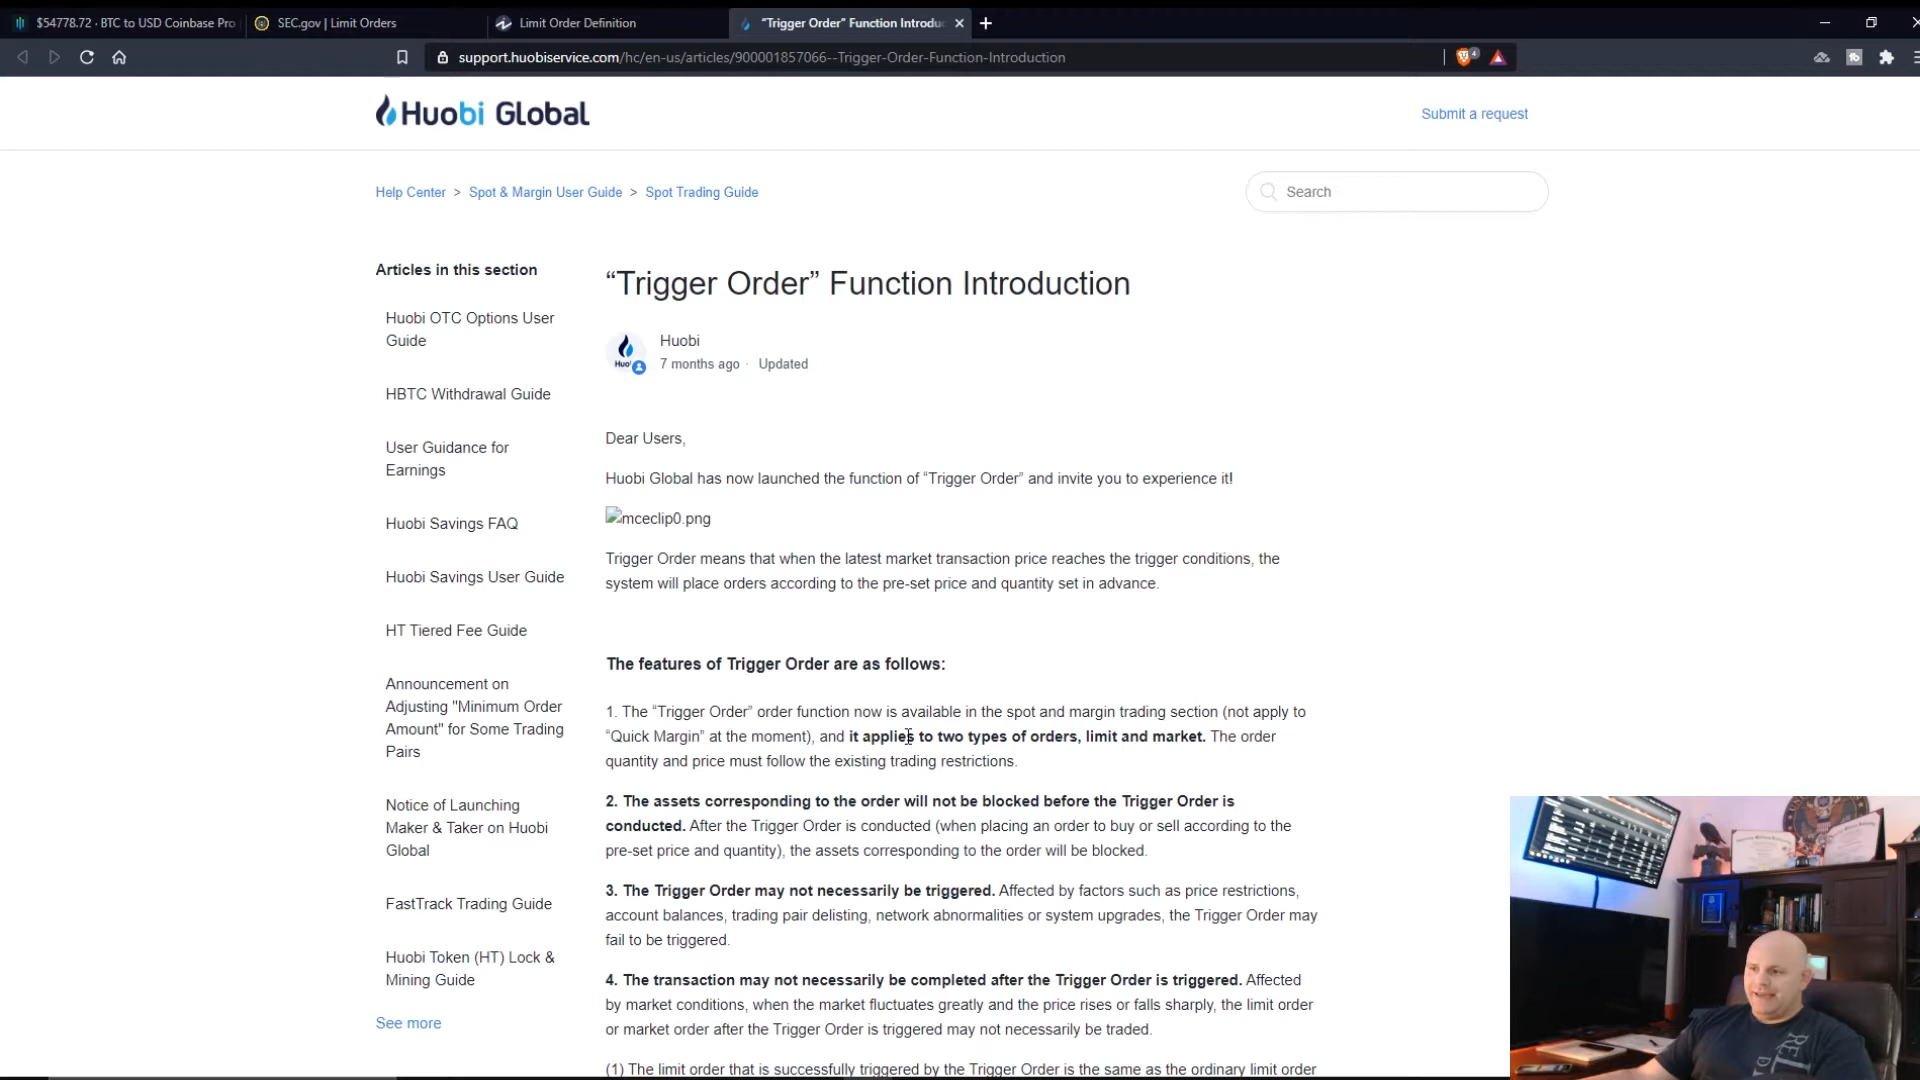 $54778.72 · BTC to USD Coinbase Pro
SEC.gov | Limit Orders
Limit Order Definition
“Trigger Order” Function Introdu
support.huobiservice.com/hc/en-us/articles/900001857066--Trigger-Order-Function-Introduction
4
Huobi Global
Submit a request
Help Center > Spot & Margin User Guide > Spot Trading Guide
Search
Articles in this section
Huobi OTC Options User
Guide
HBTC Withdrawal Guide
User Guidance for
Earnings
Huobi Savings FAQ
Huobi Savings User Guide
HT Tiered Fee Guide
Announcement on
Adjusting "Minimum Order
Amount" for Some Trading
Pairs
Notice of Launching
Maker & Taker on Huobi
Global
FastTrack Trading Guide
Huobi Token (HT) Lock &
Mining Guide
See more
“Trigger Order” Function Introduction
Huobi
7 months ago · Updated
Dear Users,
Huobi Global has now launched the function of “Trigger Order” and invite you to experience it!
mceclip0.png
Trigger Order means that when the latest market transaction price reaches the trigger conditions, the
system will place orders according to the pre-set price and quantity set in advance.
The features of Trigger Order are as follows:
1. The “Trigger Order” order function now is available in the spot and margin trading section (not apply to
“Quick Margin” at the moment), and it applies to two types of orders, limit and market. The order
quantity and price must follow the existing trading restrictions.
2. The assets corresponding to the order will not be blocked before the Trigger Order is
conducted. After the Trigger Order is conducted (when placing an order to buy or sell according to the
pre-set price and quantity), the assets corresponding to the order will be blocked.
3. The Trigger Order may not necessarily be triggered. Affected by factors such as price restrictions,
account balances, trading pair delisting, network abnormalities or system upgrades, the Trigger Order may
fail to be triggered.
4. The transaction may not necessarily be completed after the Trigger Order is triggered. Affected
by market conditions, when the market fluctuates greatly and the price rises or falls sharply, the limit order
or market order after the Trigger Order is triggered may not necessarily be traded.
(1) The limit order that is successfully triggered by the Trigger Order is the same as the ordinary limit order